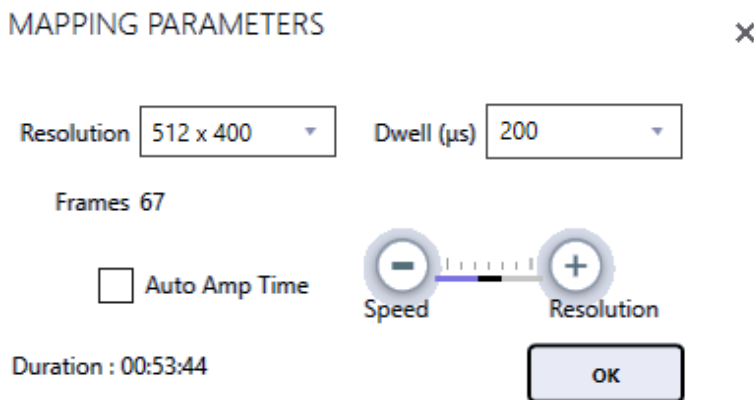 MAPPING PARAMETERS
Resolution 512 x 400 Dwell (µs) 200
Frames 67
Auto Amp Time
Speed Resolution
Duration : 00:53:44 OK